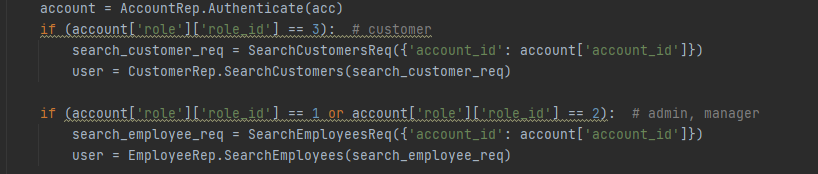 account = AccountRep.Authenticate(acc)
if (account['role']['role_id'] == 3):  # customer
    search_customer_req = SearchCustomersReq({'account_id': account['account_id']})
    user = CustomerRep.SearchCustomers(search_customer_req)

if (account['role']['role_id'] == 1 or account['role']['role_id'] == 2):  # admin, manager
    search_employee_req = SearchEmployeesReq({'account_id': account['account_id']})
    user = EmployeeRep.SearchEmployees(search_employee_req)